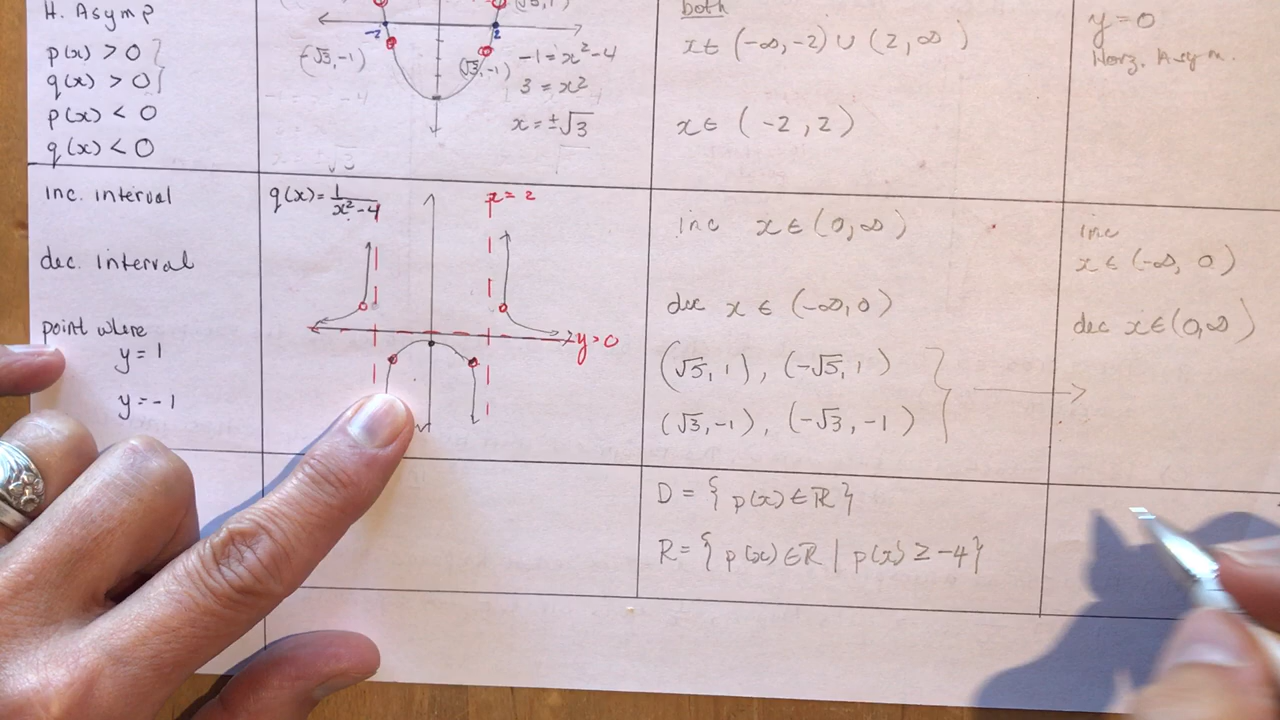 H. Asymp
p(x) > 0
q(x) > 0
p(x) < 0
q(x) < 0
-2
2
(-√3, -1)
(√3, -1)
-1 = x² - 4
3 = x²
x = ±√3
both
x ∈ (-∞, -2) ∪ (2, ∞)
x ∈ (-2, 2)
y = 0
Horz. Asym.
inc. interval
dec. interval
point where
y = 1
y = -1
q(x) = 1/(x² - 4)
x = 2
y = 0
inc x ∈ (0, ∞)
dec x ∈ (-∞, 0)
(√5, 1), (-√5, 1)
(√3, -1), (-√3, -1)
inc
x ∈ (-∞, 0)
dec x ∈ (0, ∞)
D = { p(x) ∈ ℝ }
R = { p(x) ∈ ℝ | p(x) ≥ -4 }